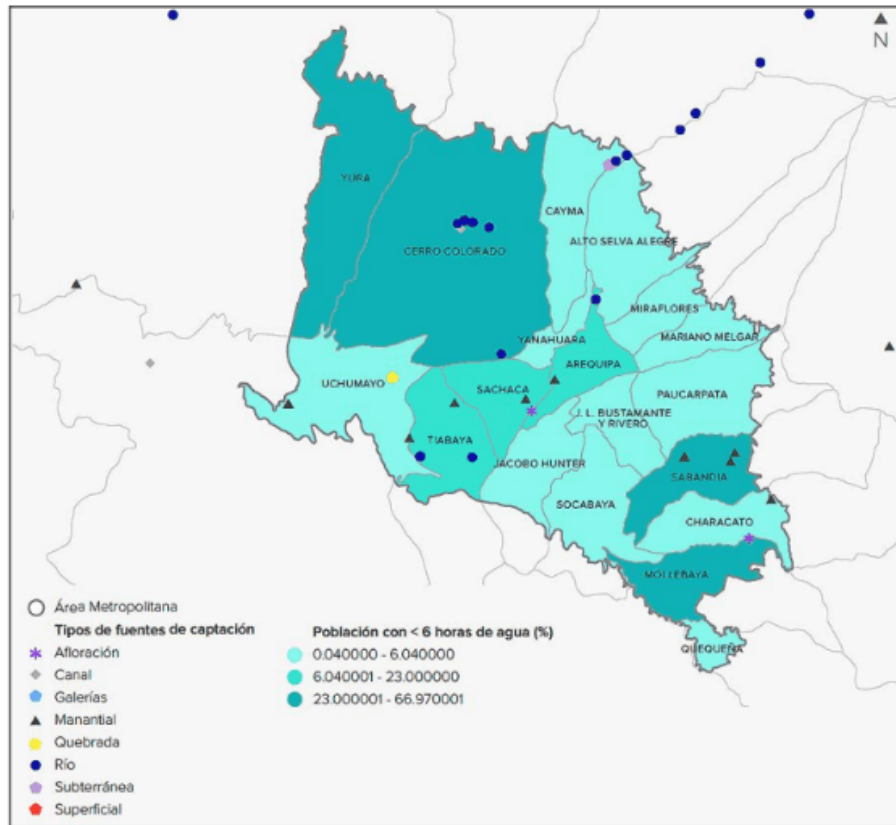 N
YURA
CERRO COLORADO
CAYMA
ALTO SELVA ALEGRE
MIRAFLORES
YANAHUARA
MARIANO MELGAR
AREQUIPA
UCHUMAYO
SACHACA
PAUCARPATA
J. L. BUSTAMANTE
Y RIVERO
TIABAYA
JACOBO HUNTER
SABANDIA
SOCABAYA
CHARACATO
MOLLEBAYA
QUEQUEÑA
Área Metropolitana
Tipos de fuentes de captación
Afloración
Canal
Galerías
Manantial
Quebrada
Río
Subterránea
Superficial
Población con < 6 horas de agua (%)
0.040000 - 6.040000
6.040001 - 23.000000
23.000001 - 66.970001